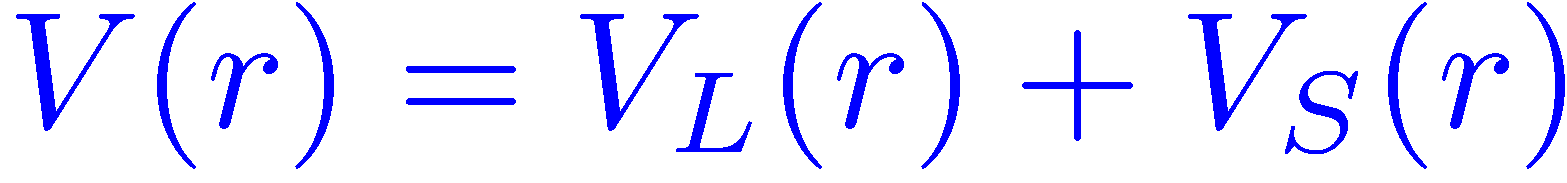 V(r) = V_L(r) + V_S(r)